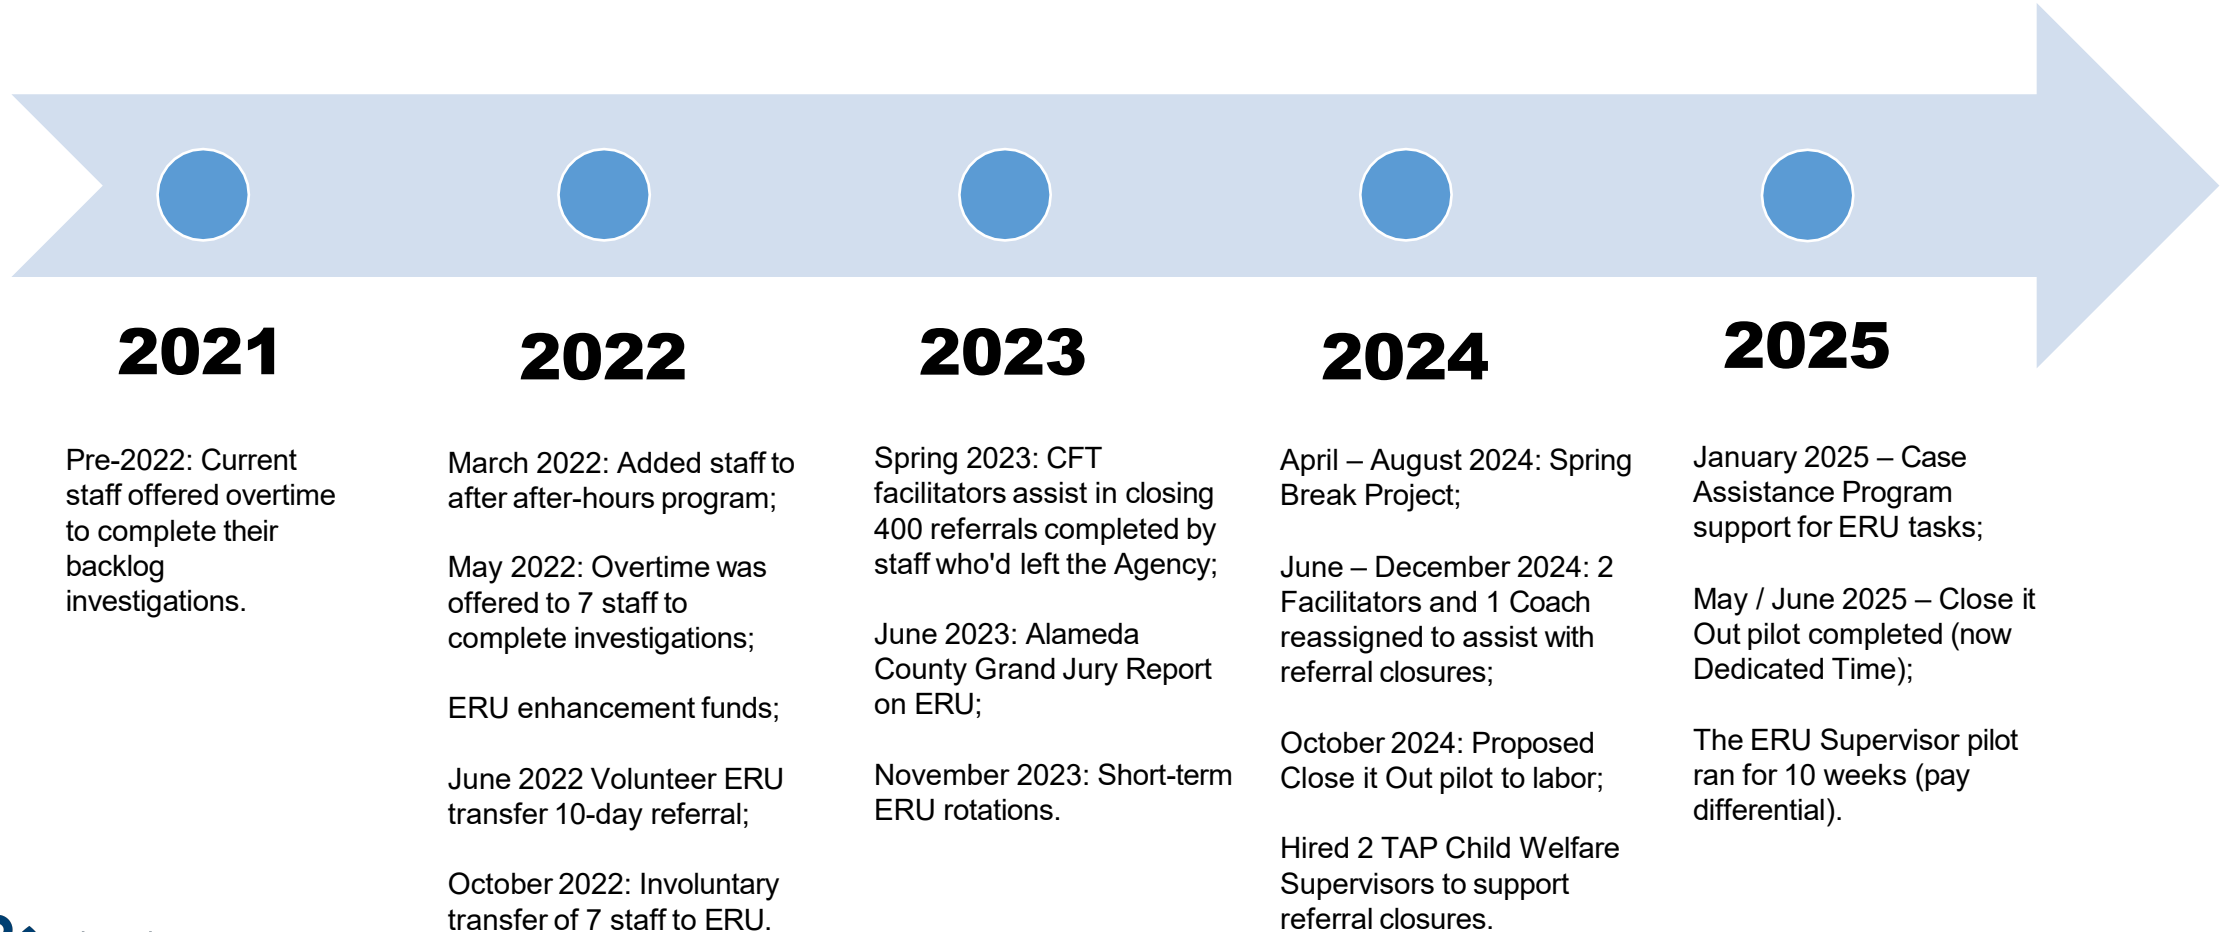 2021
Pre-2022: Current
staff offered overtime
to complete their
backlog
investigations.
2022
March 2022: Added staff to
after after-hours program;
May 2022: Overtime was
offered to 7 staff to
complete investigations;
ERU enhancement funds;
June 2022 Volunteer ERU
transfer 10-day referral;
October 2022: Involuntary
transfer of 7 staff to ERU.
2023
Spring 2023: CFT
facilitators assist in closing
400 referrals completed by
staff who'd left the Agency;
June 2023: Alameda
County Grand Jury Report
on ERU;
November 2023: Short-term
ERU rotations.
2024
April – August 2024: Spring
Break Project;
June – December 2024: 2
Facilitators and 1 Coach
reassigned to assist with
referral closures;
October 2024: Proposed
Close it Out pilot to labor;
Hired 2 TAP Child Welfare
Supervisors to support
referral closures.
2025
January 2025 – Case
Assistance Program
support for ERU tasks;
May / June 2025 – Close it
Out pilot completed (now
Dedicated Time);
The ERU Supervisor pilot
ran for 10 weeks (pay
differential).